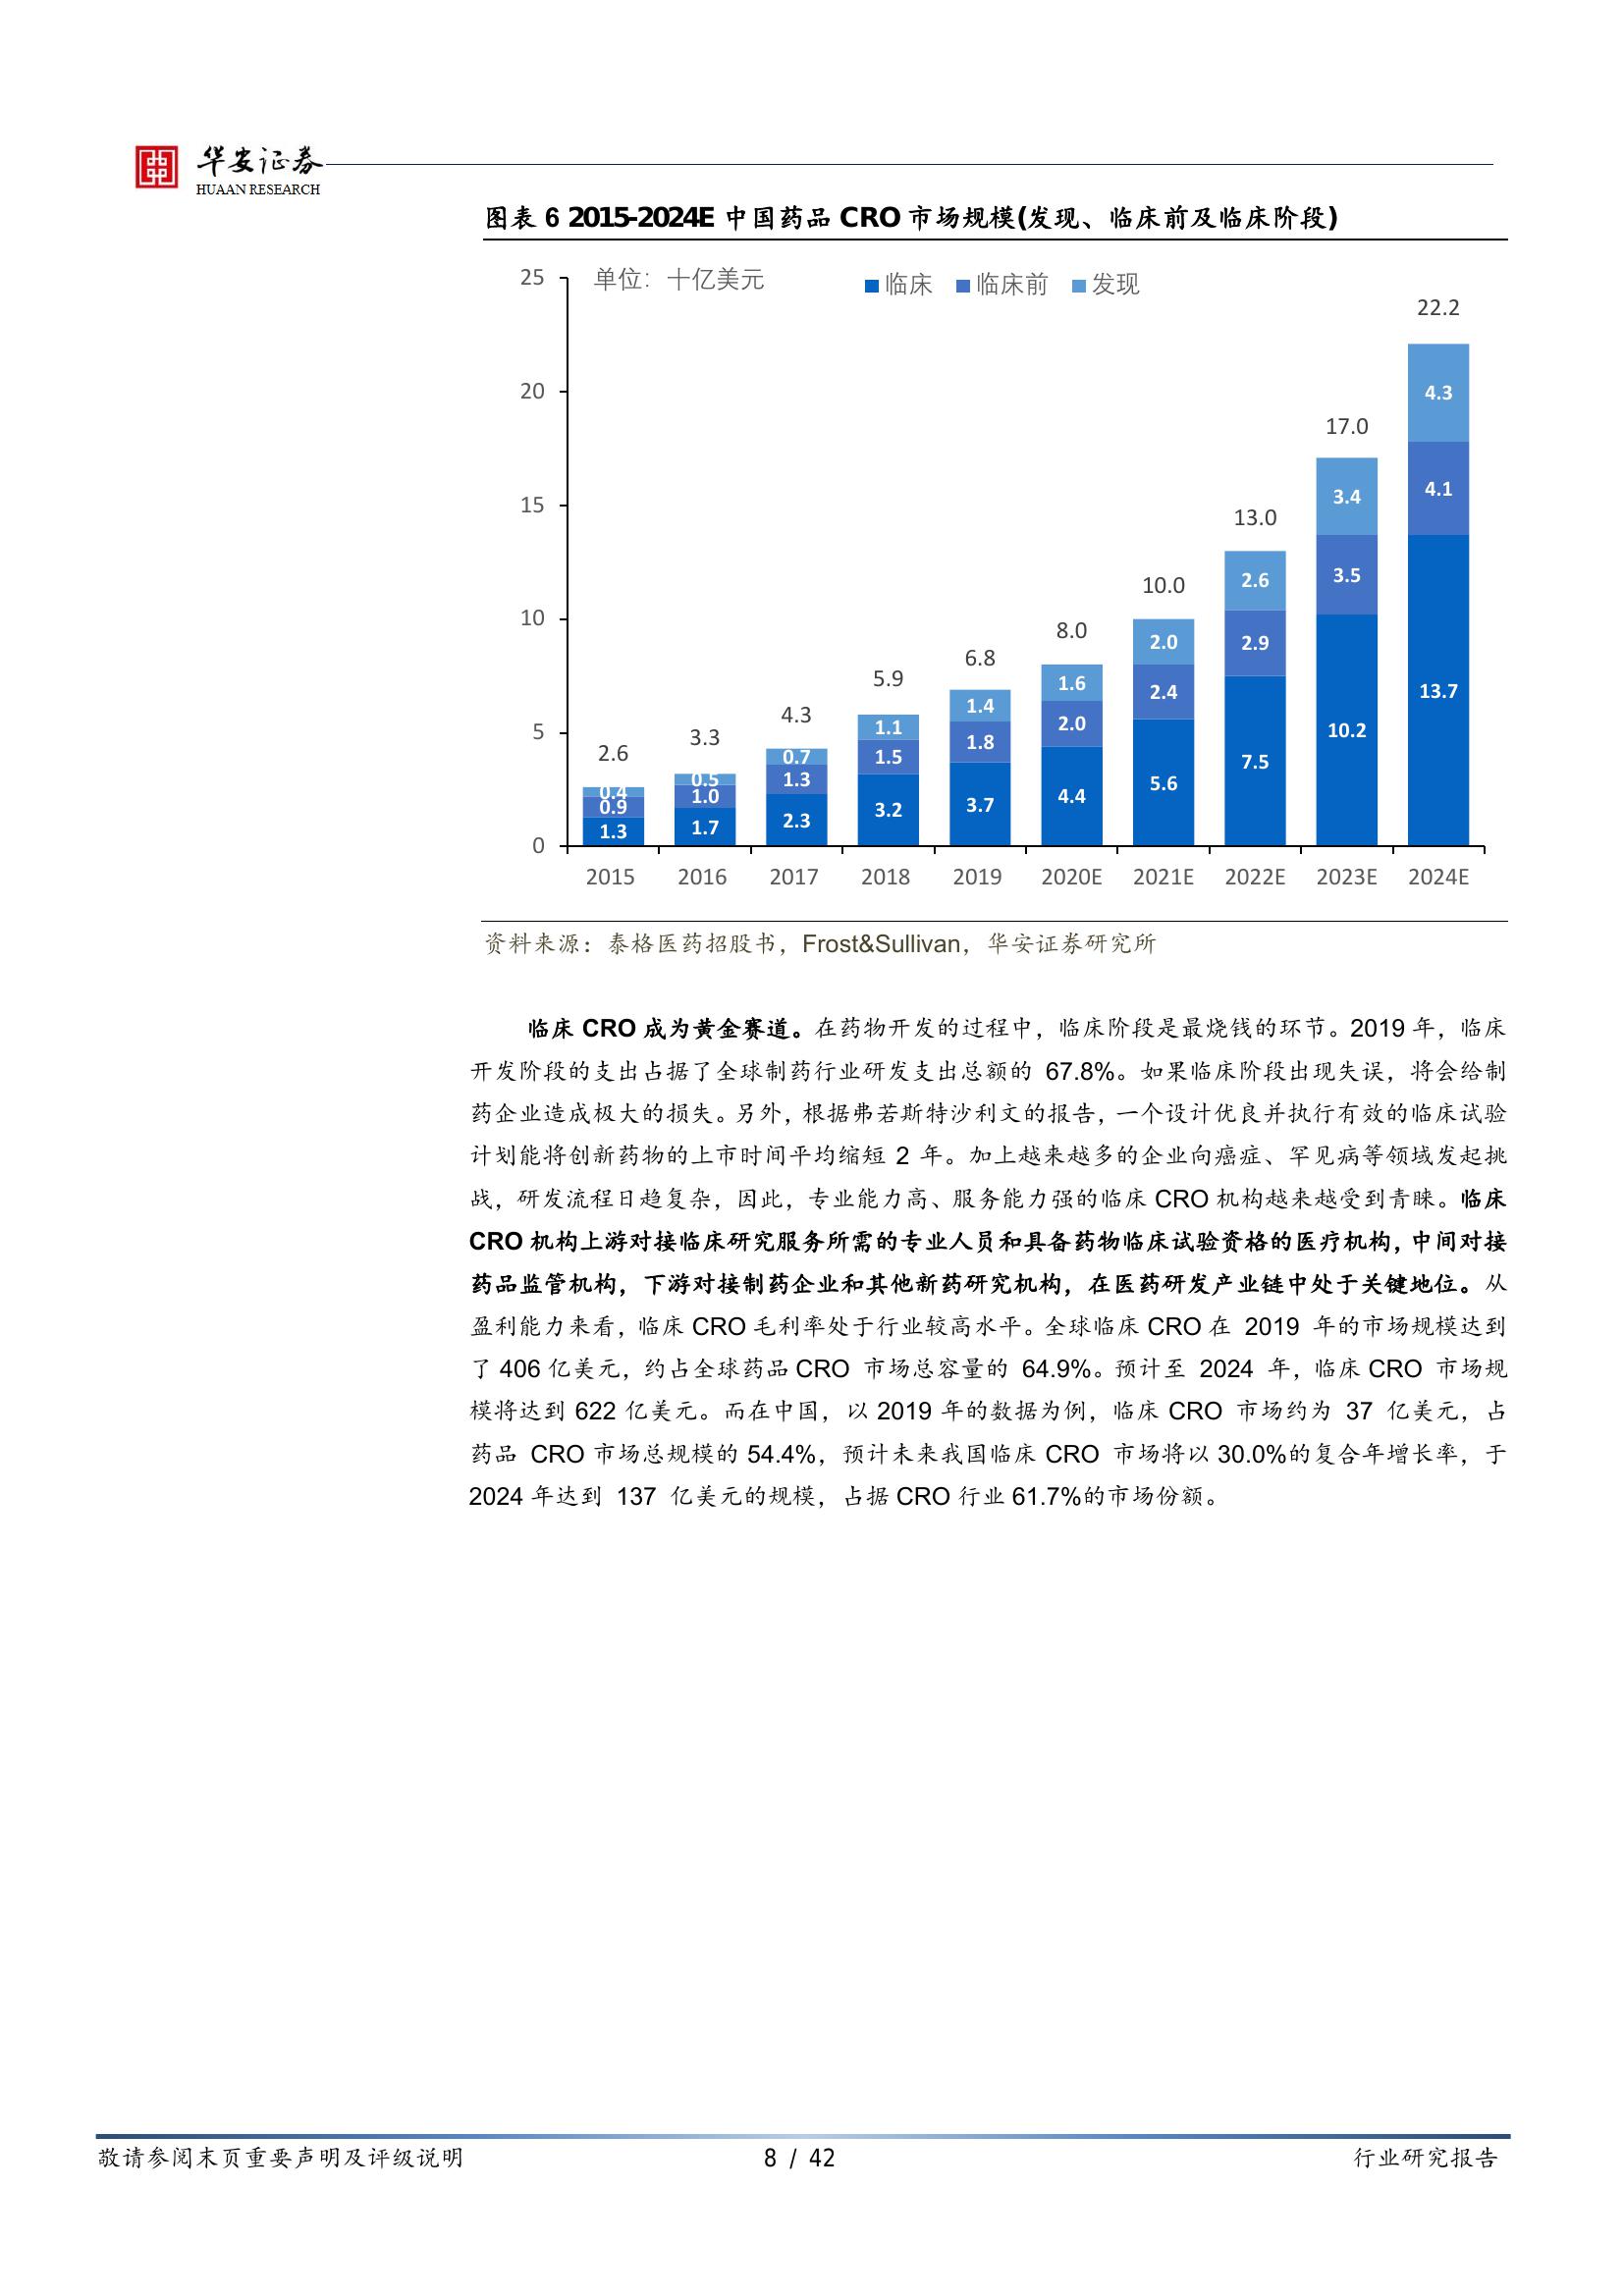 华安证券
HUAAN RESEARCH
图表 6 2015-2024E 中国药品 CRO 市场规模(发现、临床前及临床阶段)
单位：十亿美元
临床 临床前 发现
25
20
15
10
5
0
2.6 3.3 4.3 5.9 6.8 8.0 10.0 13.0 17.0 22.2
0.4 0.5 0.7 1.1 1.4 1.6 2.0 2.6 3.4 4.3
0.9 1.0 1.3 1.5 1.8 2.0 2.4 2.9 3.5 4.1
1.3 1.7 2.3 3.2 3.7 4.4 5.6 7.5 10.2 13.7
2015 2016 2017 2018 2019 2020E 2021E 2022E 2023E 2024E
资料来源：泰格医药招股书，Frost&Sullivan，华安证券研究所
临床 CRO 成为黄金赛道。在药物开发的过程中，临床阶段是最烧钱的环节。2019 年，临床
开发阶段的支出占据了全球制药行业研发支出总额的 67.8%。如果临床阶段出现失误，将会给制
药企业造成极大的损失。另外，根据弗若斯特沙利文的报告，一个设计优良并执行有效的临床试验
计划能将创新药物的上市时间平均缩短 2 年。加上越来越多的企业向癌症、罕见病等领域发起挑
战，研发流程日趋复杂，因此，专业能力高、服务能力强的临床 CRO 机构越来越受到青睐。临床
CRO 机构上游对接临床研究服务所需的专业人员和具备药物临床试验资格的医疗机构，中间对接
药品监管机构，下游对接制药企业和其他新药研究机构，在医药研发产业链中处于关键地位。从
盈利能力来看，临床 CRO 毛利率处于行业较高水平。全球临床 CRO 在 2019 年的市场规模达到
了 406 亿美元，约占全球药品 CRO 市场总容量的 64.9%。预计至 2024 年，临床 CRO 市场规
模将达到 622 亿美元。而在中国，以 2019 年的数据为例，临床 CRO 市场约为 37 亿美元，占
药品 CRO 市场总规模的 54.4%，预计未来我国临床 CRO 市场将以 30.0%的复合年增长率，于
2024 年达到 137 亿美元的规模，占据 CRO 行业 61.7%的市场份额。
敬请参阅末页重要声明及评级说明 8 / 42 行业研究报告